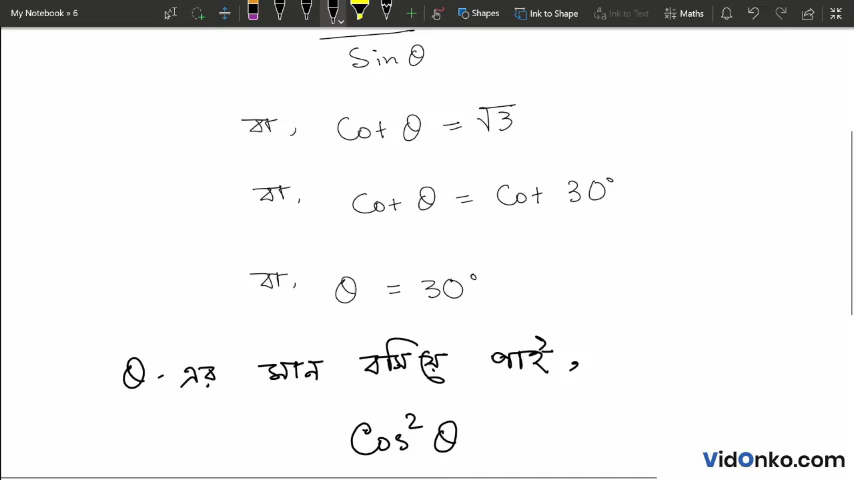 My Notebook » 6 Shapes Ink to Shape Ink to Text Maths
Sin θ
বা, Cot θ = √3
বা, Cot θ = Cot 30°
বা, θ = 30°
θ - এর মান বসিয়ে পাই,
Cos² θ
VidOnko.com